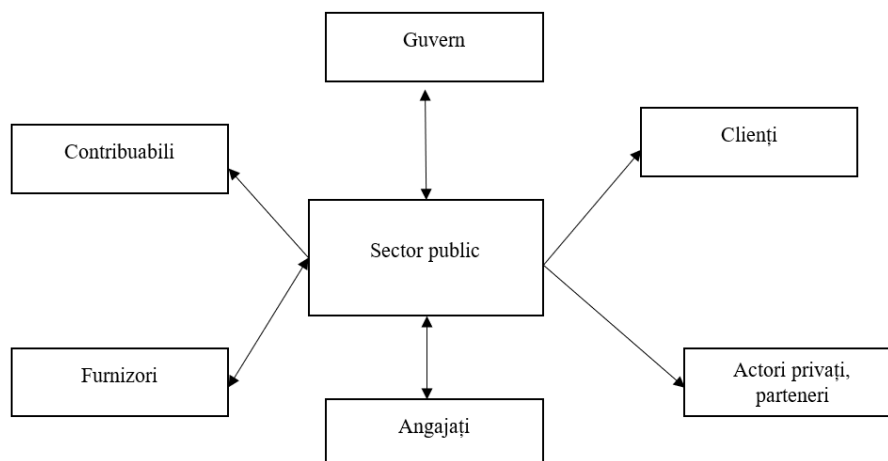 Guvern
Contribuabili
Clienți
Sector public
Furnizori
Actori privați,
parteneri
Angajați